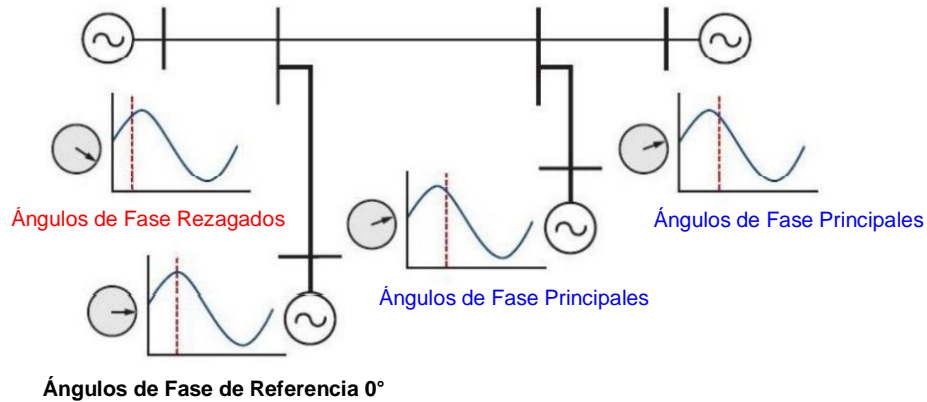 Ángulos de Fase Rezagados
Ángulos de Fase Principales
Ángulos de Fase Principales
Ángulos de Fase de Referencia 0°